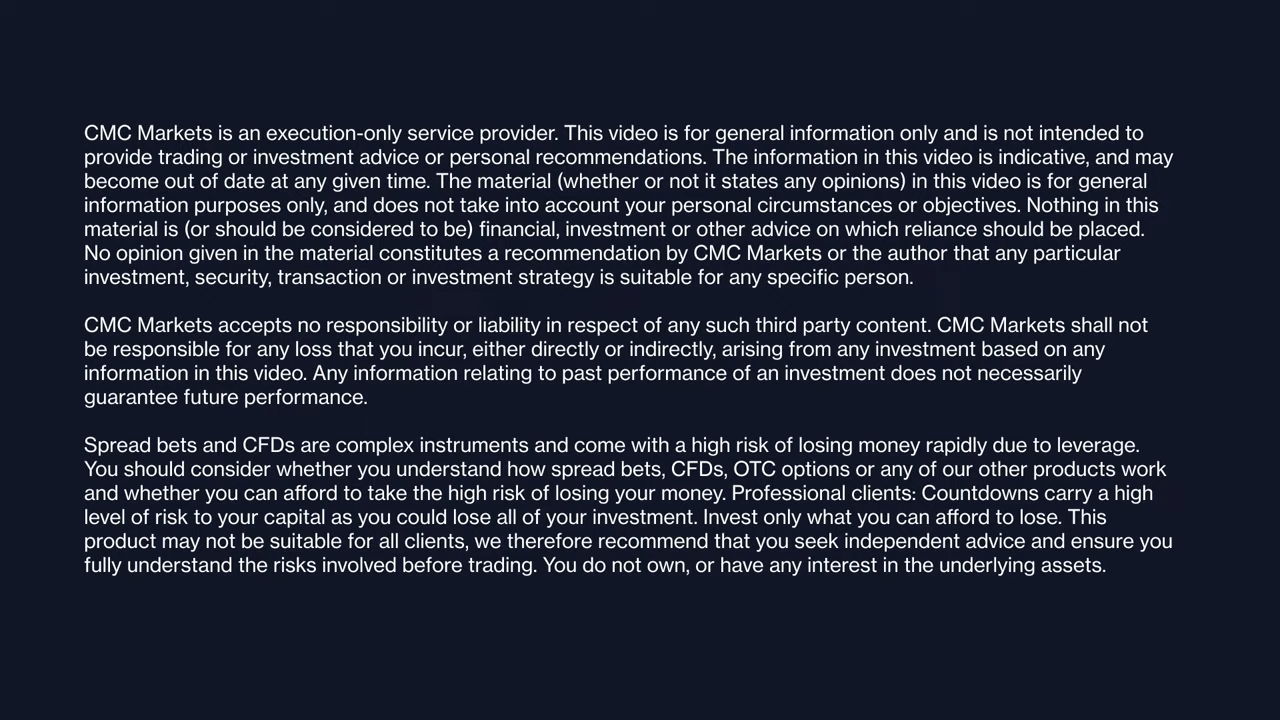 CMC Markets is an execution-only service provider. This video is for general information only and is not intended to
provide trading or investment advice or personal recommendations. The information in this video is indicative, and may
become out of date at any given time. The material (whether or not it states any opinions) in this video is for general
information purposes only, and does not take into account your personal circumstances or objectives. Nothing in this
material is (or should be considered to be) financial, investment or other advice on which reliance should be placed.
No opinion given in the material constitutes a recommendation by CMC Markets or the author that any particular
investment, security, transaction or investment strategy is suitable for any specific person.
CMC Markets accepts no responsibility or liability in respect of any such third party content. CMC Markets shall not
be responsible for any loss that you incur, either directly or indirectly, arising from any investment based on any
information in this video. Any information relating to past performance of an investment does not necessarily
guarantee future performance.
Spread bets and CFDs are complex instruments and come with a high risk of losing money rapidly due to leverage.
You should consider whether you understand how spread bets, CFDs, OTC options or any of our other products work
and whether you can afford to take the high risk of losing your money. Professional clients: Countdowns carry a high
level of risk to your capital as you could lose all of your investment. Invest only what you can afford to lose. This
product may not be suitable for all clients, we therefore recommend that you seek independent advice and ensure you
fully understand the risks involved before trading. You do not own, or have any interest in the underlying assets.